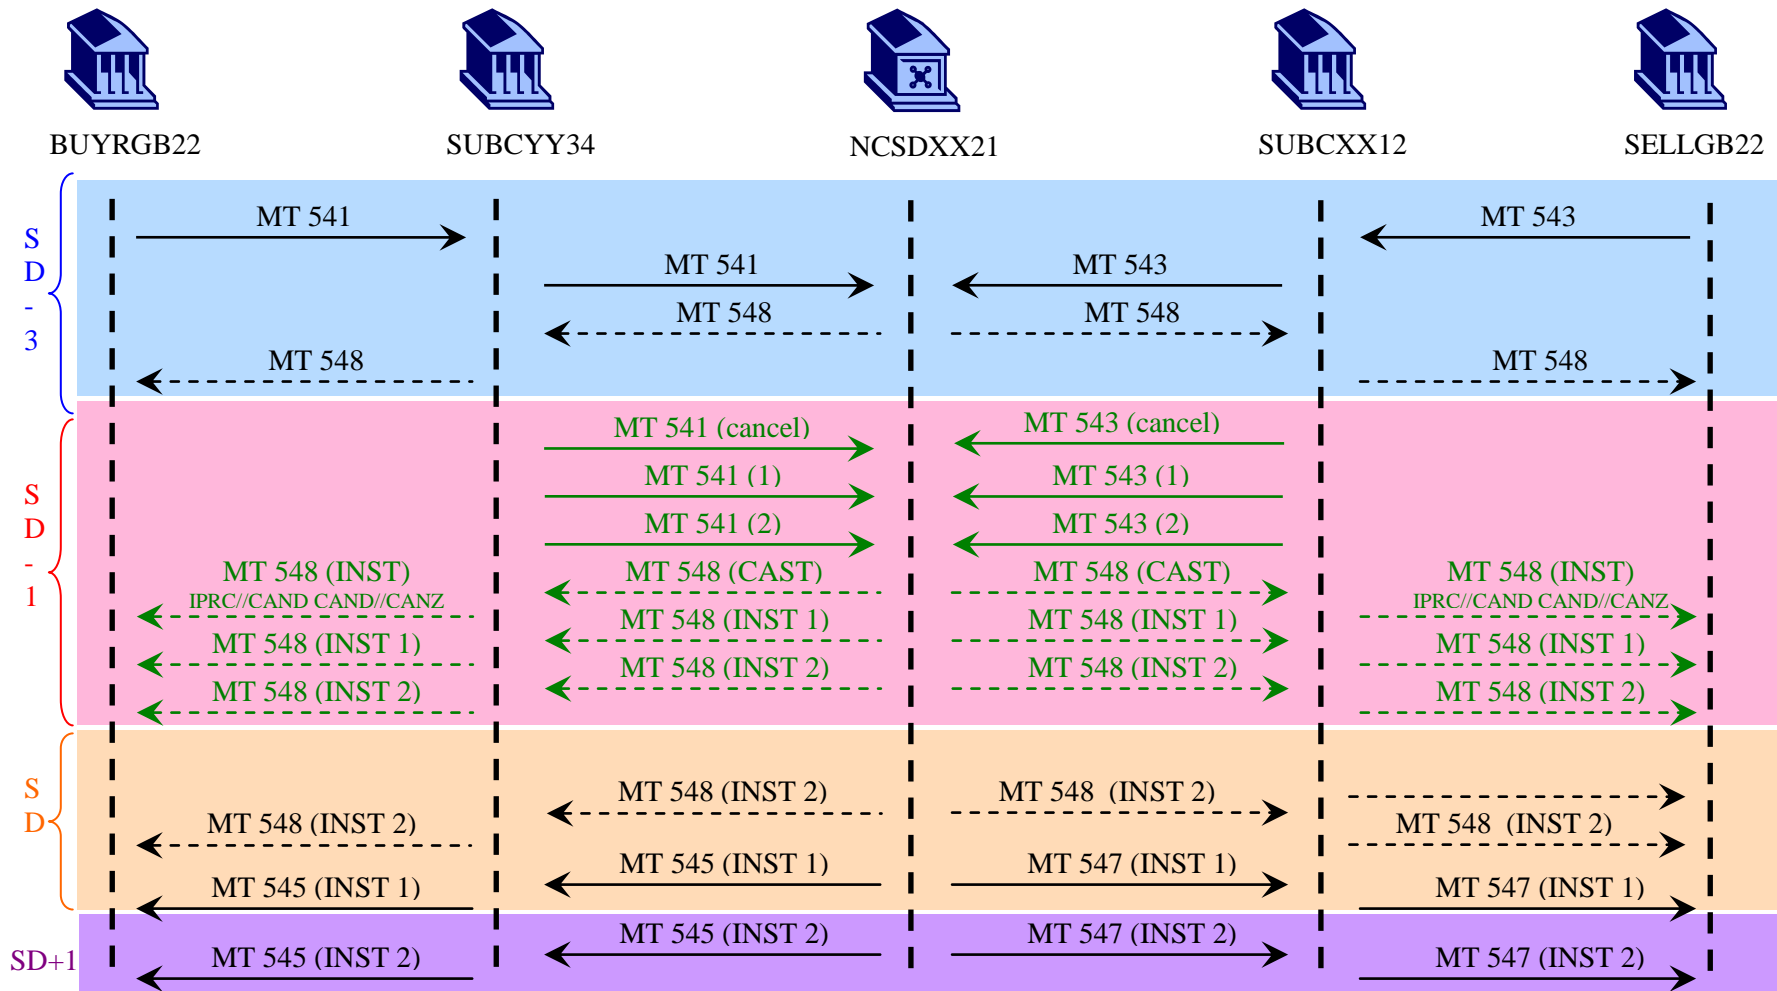 BUYRGB22 SUBCYY34 NCSDXX21 SUBCXX12 SELLGB22
S
D
-
3
MT 541 MT 543
MT 541 MT 543
MT 548 MT 548
MT 548 MT 548
S
D
-
1
MT 541 (cancel) MT 543 (cancel)
MT 541 (1) MT 543 (1)
MT 541 (2) MT 543 (2)
MT 548 (INST) MT 548 (CAST) MT 548 (CAST) MT 548 (INST)
IPRC//CAND CAND//CANZ IPRC//CAND CAND//CANZ
MT 548 (INST 1) MT 548 (INST 1)
MT 548 (INST 1) MT 548 (INST 1)
MT 548 (INST 2) MT 548 (INST 2)
MT 548 (INST 2) MT 548 (INST 2)
S
D
MT 548 (INST 2) MT 548 (INST 2)
MT 548 (INST 2) MT 548 (INST 2)
MT 545 (INST 1) MT 547 (INST 1)
MT 545 (INST 1) MT 547 (INST 1)
SD+1
MT 545 (INST 2) MT 547 (INST 2)
MT 545 (INST 2) MT 547 (INST 2)